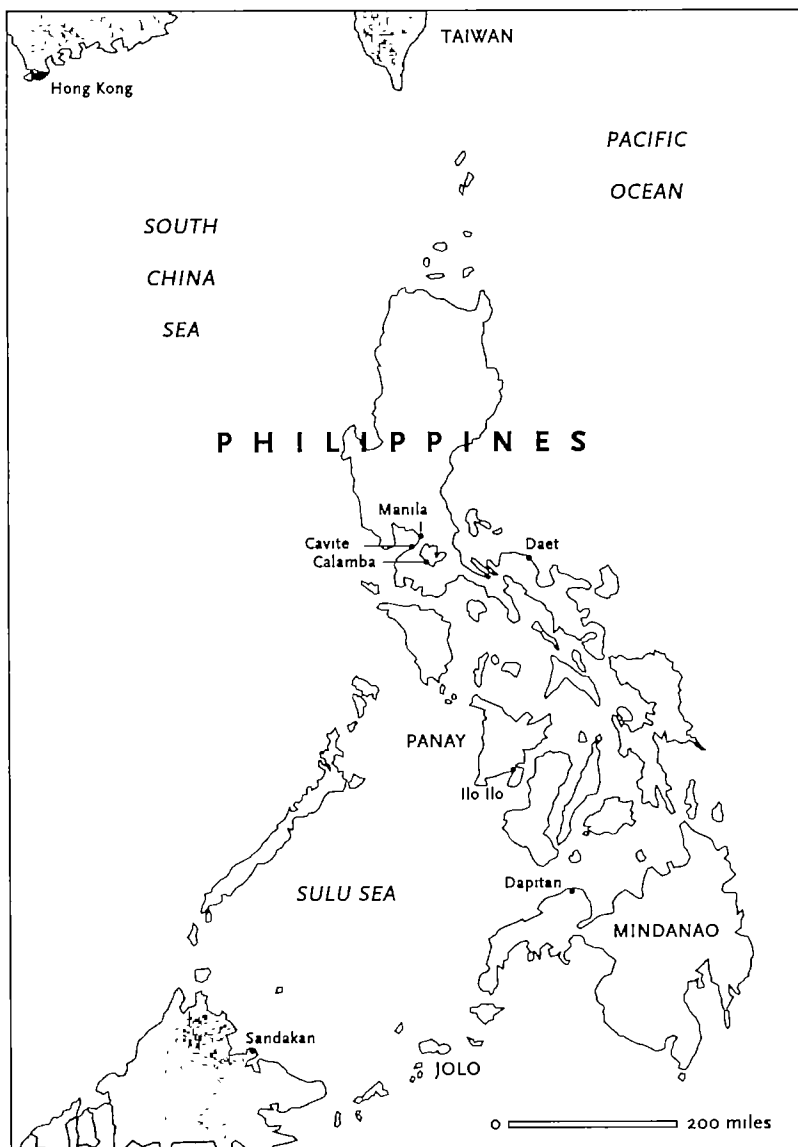 TAIWAN
Hong Kong
PACIFIC
OCEAN
SOUTH
CHINA
SEA
PHILIPPINES
Manila
Cavite
Calamba
Daet
PANAY
Ilo Ilo
SULU SEA
Dapitan
MINDANAO
Sandakan
JOLO
0 200 miles